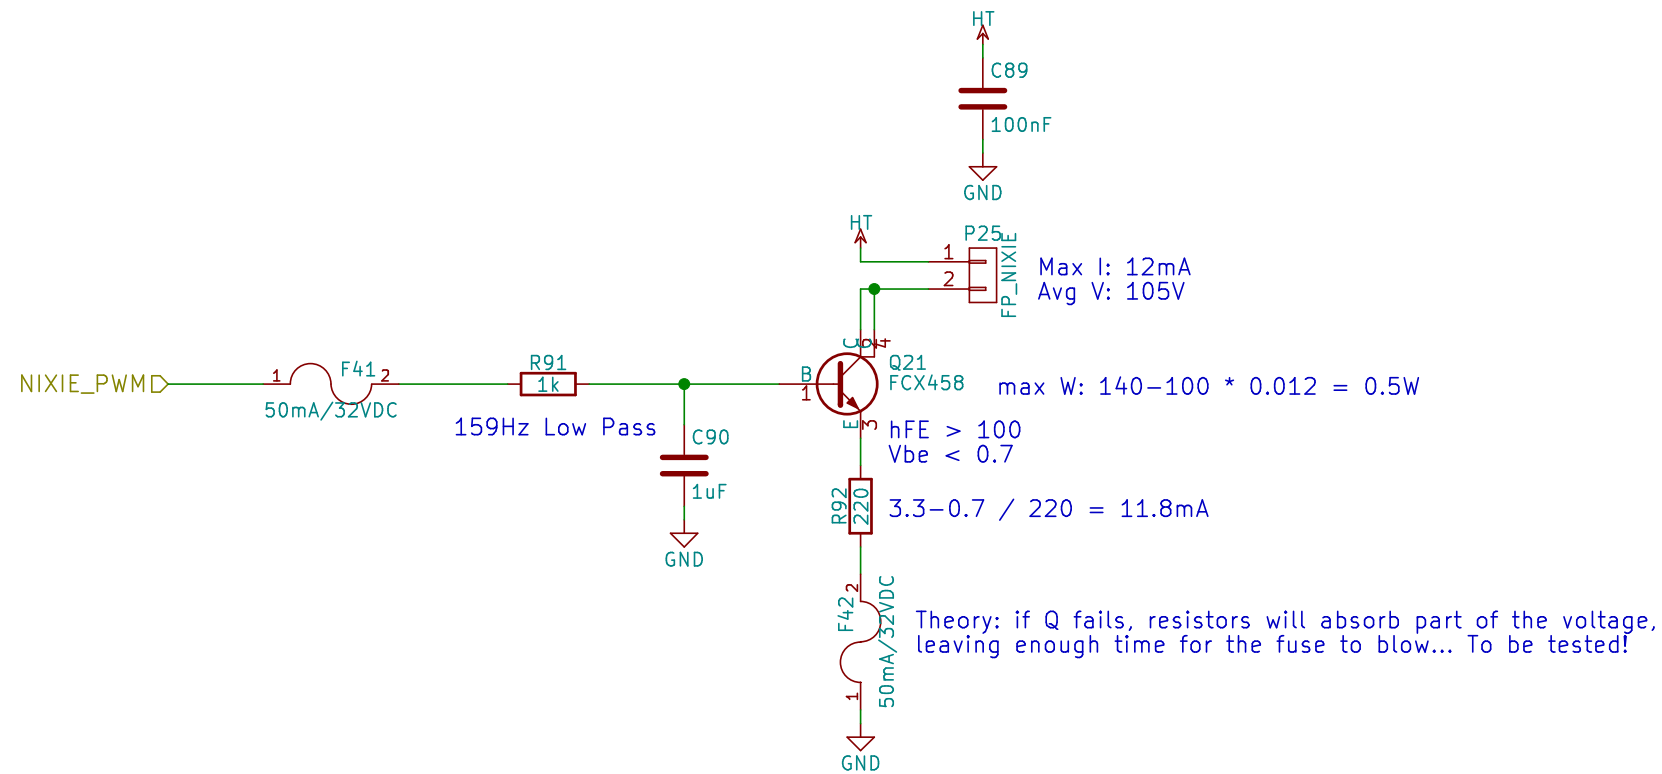 HT
C89
100nF
GND
HT
P25
1
2
FP_NIXIE
Max I: 12mA
Avg V: 105V
NIXIE_PWM
1
F41
2
50mA/32VDC
R91
1k
159Hz Low Pass
C90
1uF
GND
B
1
C
4
Q21
FCX458
max W: 140-100 * 0.012 = 0.5W
E
3
hFE > 100
Vbe < 0.7
R92
220
3.3-0.7 / 220 = 11.8mA
2
F42
50mA/32VDC
1
Theory: if Q fails, resistors will absorb part of the voltage,
leaving enough time for the fuse to blow... To be tested!
GND